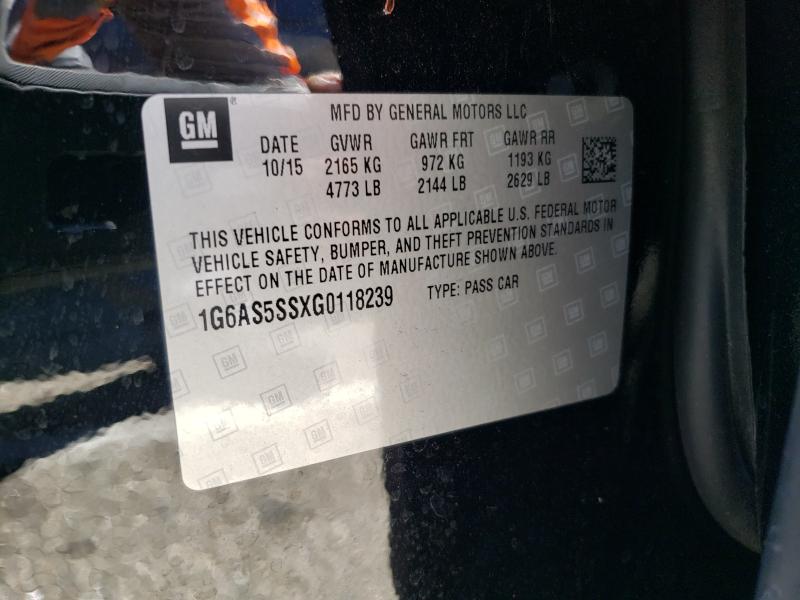 GM ® MFD BY GENERAL MOTORS LLC
DATE GVWR GAWR FRT GAWR RR
10/15 2165 KG 972 KG 1193 KG
4773 LB 2144 LB 2629 LB
THIS VEHICLE CONFORMS TO ALL APPLICABLE U.S. FEDERAL MOTOR
VEHICLE SAFETY, BUMPER, AND THEFT PREVENTION STANDARDS IN
EFFECT ON THE DATE OF MANUFACTURE SHOWN ABOVE.
1G6AS5SSXG0118239 TYPE: PASS CAR